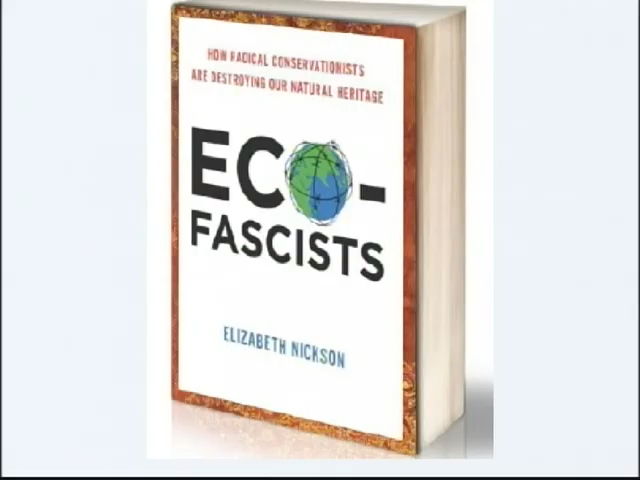 HOW RADICAL CONSERVATIONISTS
ARE DESTROYING OUR NATURAL HERITAGE
ECO-
FASCISTS
ELIZABETH NICKSON